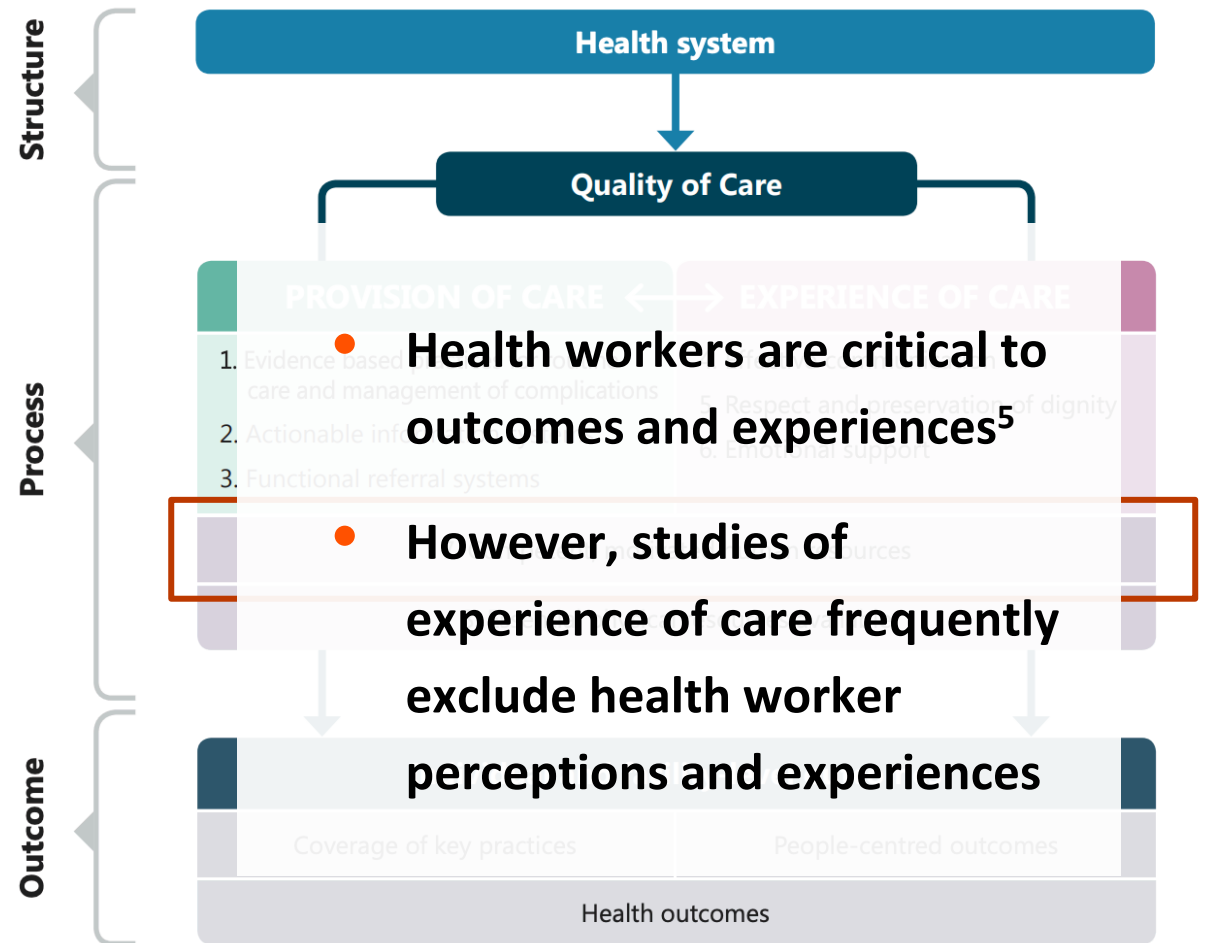 Structure
Health system
Quality of Care
Process
PROVISION OF CARE
EXPERIENCE OF CARE
1. Evidence based
care and management of complications
2. Actionable
3. Functional referral systems
5. Respect and preservation of dignity
6. Emotional support
• Health workers are critical to
outcomes and experiences⁵
• However, studies of
experience of care frequently
exclude health worker
perceptions and experiences
Outcome
Coverage of key practices
People-centred outcomes
Health outcomes